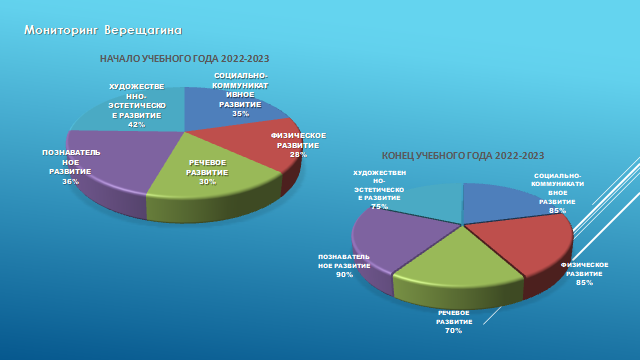 Мониторинг Верещагина
НАЧАЛО УЧЕБНОГО ГОДА 2022-2023
СОЦИАЛЬНО-
КОММУНИКАТ
ИВНОЕ
РАЗВИТИЕ
35%
ФИЗИЧЕСКОЕ
РАЗВИТИЕ
28%
РЕЧЕВОЕ
РАЗВИТИЕ
30%
ПОЗНАВАТЕЛЬ
НОЕ
РАЗВИТИЕ
36%
ХУДОЖЕСТВЕ
ННО-
ЭСТЕТИЧЕСКО
Е РАЗВИТИЕ
42%
КОНЕЦ УЧЕБНОГО ГОДА 2022-2023
СОЦИАЛЬНО-
КОММУНИКАТИ
ВНОЕ
РАЗВИТИЕ
85%
ФИЗИЧЕСКОЕ
РАЗВИТИЕ
85%
РЕЧЕВОЕ
РАЗВИТИЕ
70%
ПОЗНАВАТЕЛЬ
НОЕ РАЗВИТИЕ
90%
ХУДОЖЕСТВЕН
НО-
ЭСТЕТИЧЕСКО
Е РАЗВИТИЕ
75%